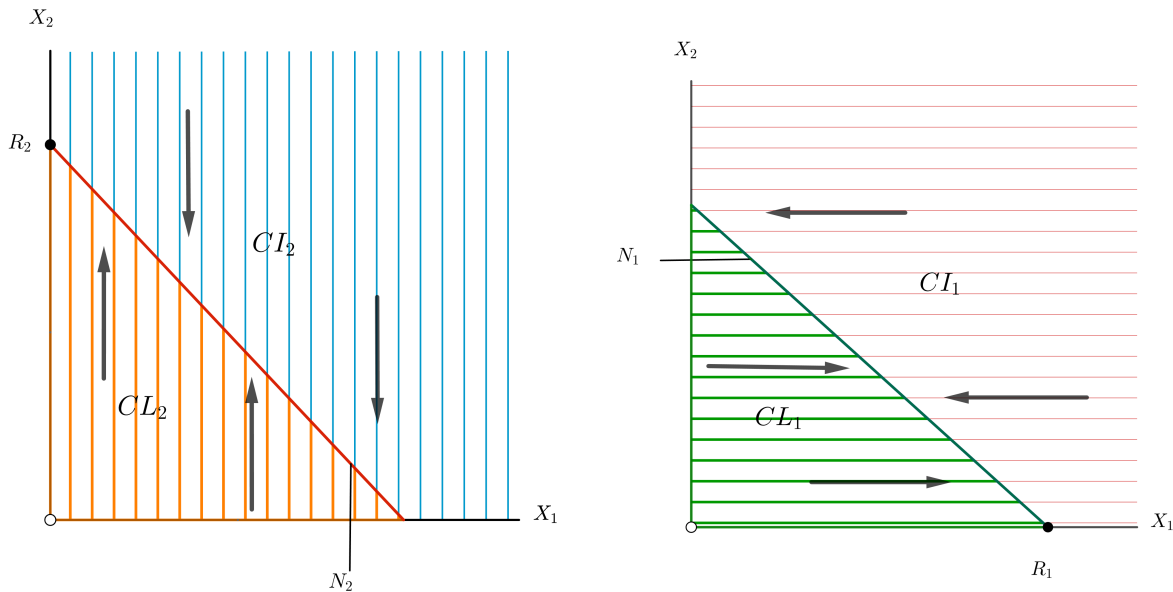 X₂
R₂
CI₂
CL₂
X₁
N₂
X₂
N₁
CI₁
CL₁
X₁
R₁